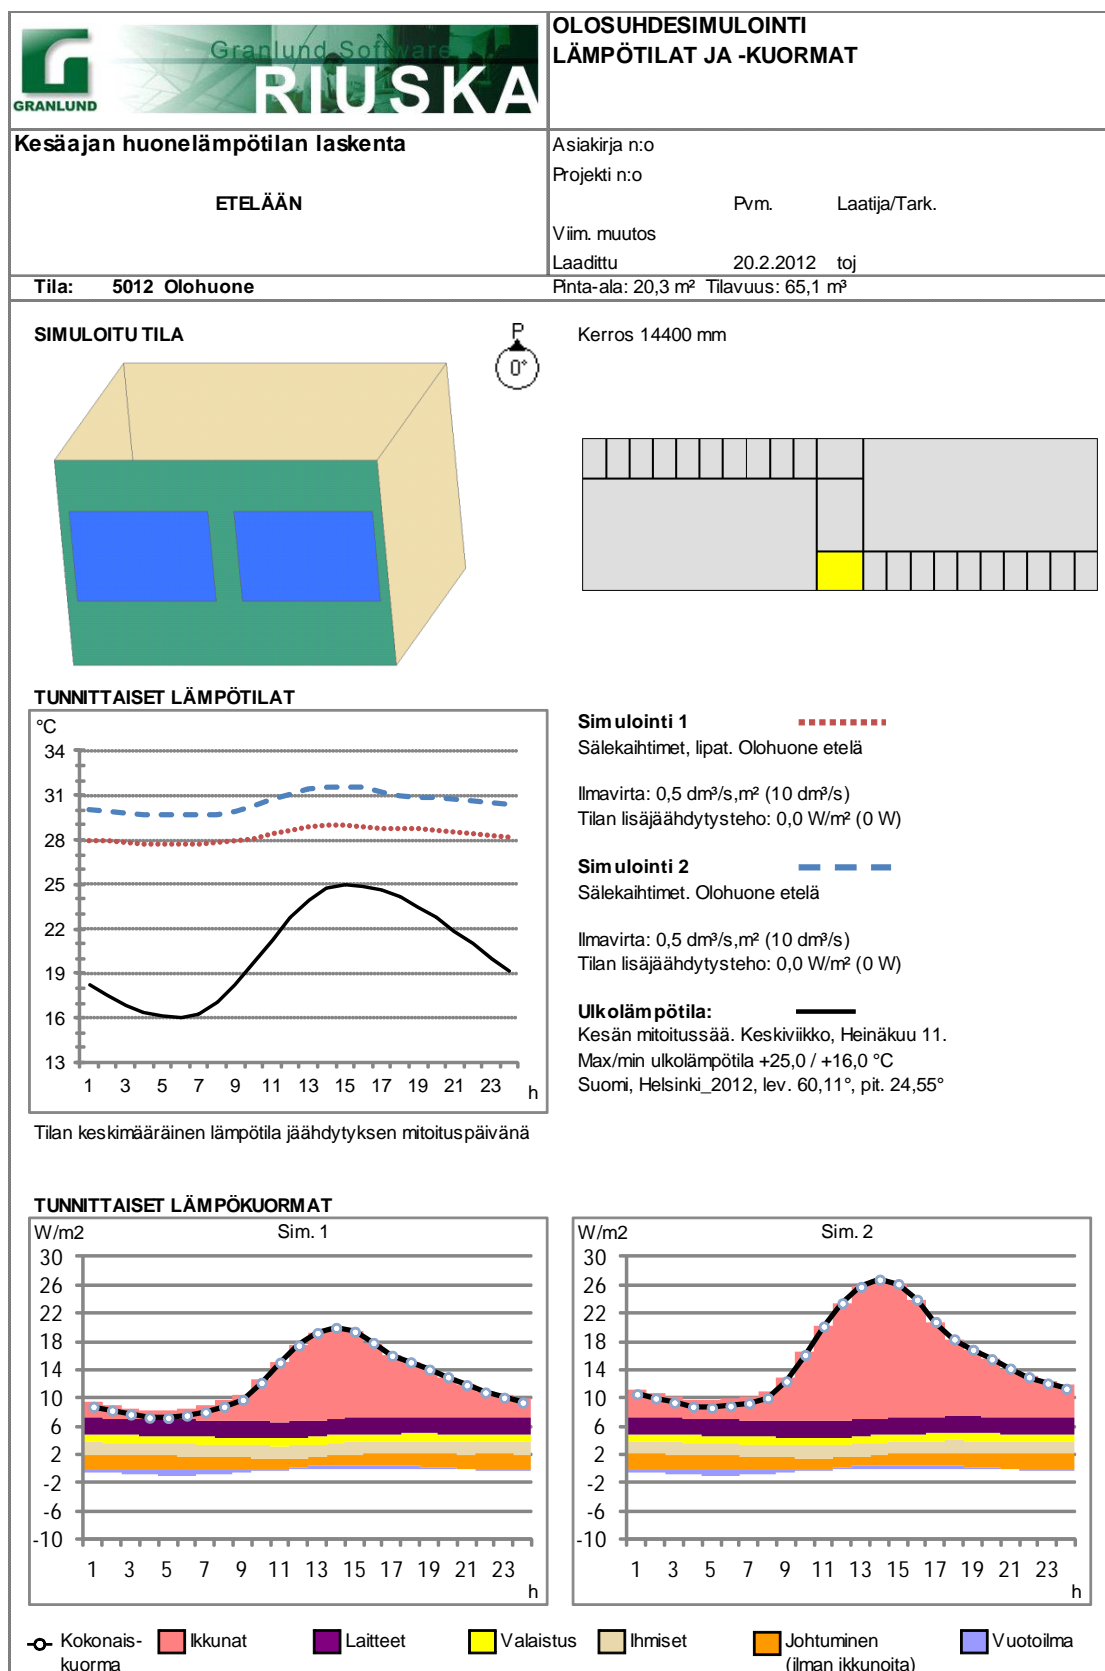 Granlund Software
RIUSKA
GRANLUND
OLOSUHDESIMULOINTI
LÄMPÖTILAT JA -KUORMAT
Kesäajan huonelämpötilan laskenta
ETELÄÄN
Asiakirja n:o
Projekti n:o
Pvm. Laatija/Tark.
Viim. muutos
Laadittu 20.2.2012 toj
Tila: 5012 Olohuone
Pinta-ala: 20,3 m² Tilavuus: 65,1 m³
SIMULOITU TILA
P
0°
Kerros 14400 mm
TUNNITTAISET LÄMPÖTILAT
°C
34
31
28
25
22
19
16
13
1 3 5 7 9 11 13 15 17 19 21 23
h
Tilan keskimääräinen lämpötila jäähdytyksen mitoituspäivänä
Simulointi 1
Sälekaihtimet, lipat. Olohuone etelä
Ilmavirta: 0,5 dm³/s,m² (10 dm³/s)
Tilan lisäjäähdytysteho: 0,0 W/m² (0 W)
Simulointi 2
Sälekaihtimet. Olohuone etelä
Ilmavirta: 0,5 dm³/s,m² (10 dm³/s)
Tilan lisäjäähdytysteho: 0,0 W/m² (0 W)
Ulkolämpötila:
Kesän mitoitussää. Keskiviikko, Heinäkuu 11.
Max/min ulkolämpötila +25,0 / +16,0 °C
Suomi, Helsinki_2012, lev. 60,11°, pit. 24,55°
TUNNITTAISET LÄMPÖKUORMAT
W/m2 Sim. 1
30
26
22
18
14
10
6
2
-2
-6
-10
1 3 5 7 9 11 13 15 17 19 21 23
h
W/m2 Sim. 2
30
26
22
18
14
10
6
2
-2
-6
-10
1 3 5 7 9 11 13 15 17 19 21 23
h
Kokonais-
kuorma
Ikkunat
Laitteet
Valaistus
Ihmiset
Johtuminen
(ilman ikkunoita)
Vuotoilma